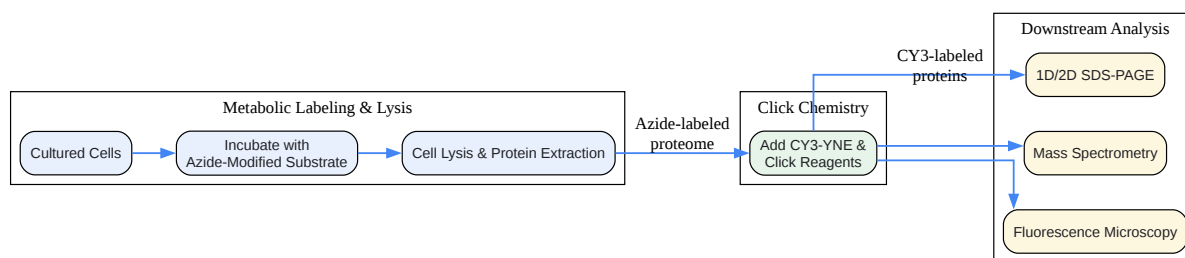 Metabolic Labeling & Lysis
Cultured Cells
Incubate with
Azide-Modified Substrate
Cell Lysis & Protein Extraction
Azide-labeled
proteome
Click Chemistry
Add CY3-YNE &
Click Reagents
CY3-labeled
proteins
Downstream Analysis
1D/2D SDS-PAGE
Mass Spectrometry
Fluorescence Microscopy